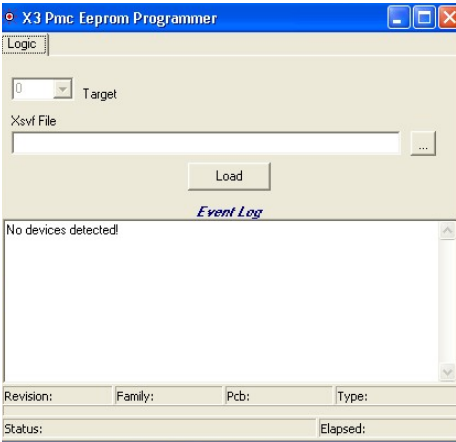 X3 Pmc Eeprom Programmer
Logic
0 Target
Xsvf File
...
Load
Event Log
No devices detected!
Revision: Family: Pcb: Type:
Status: Elapsed: